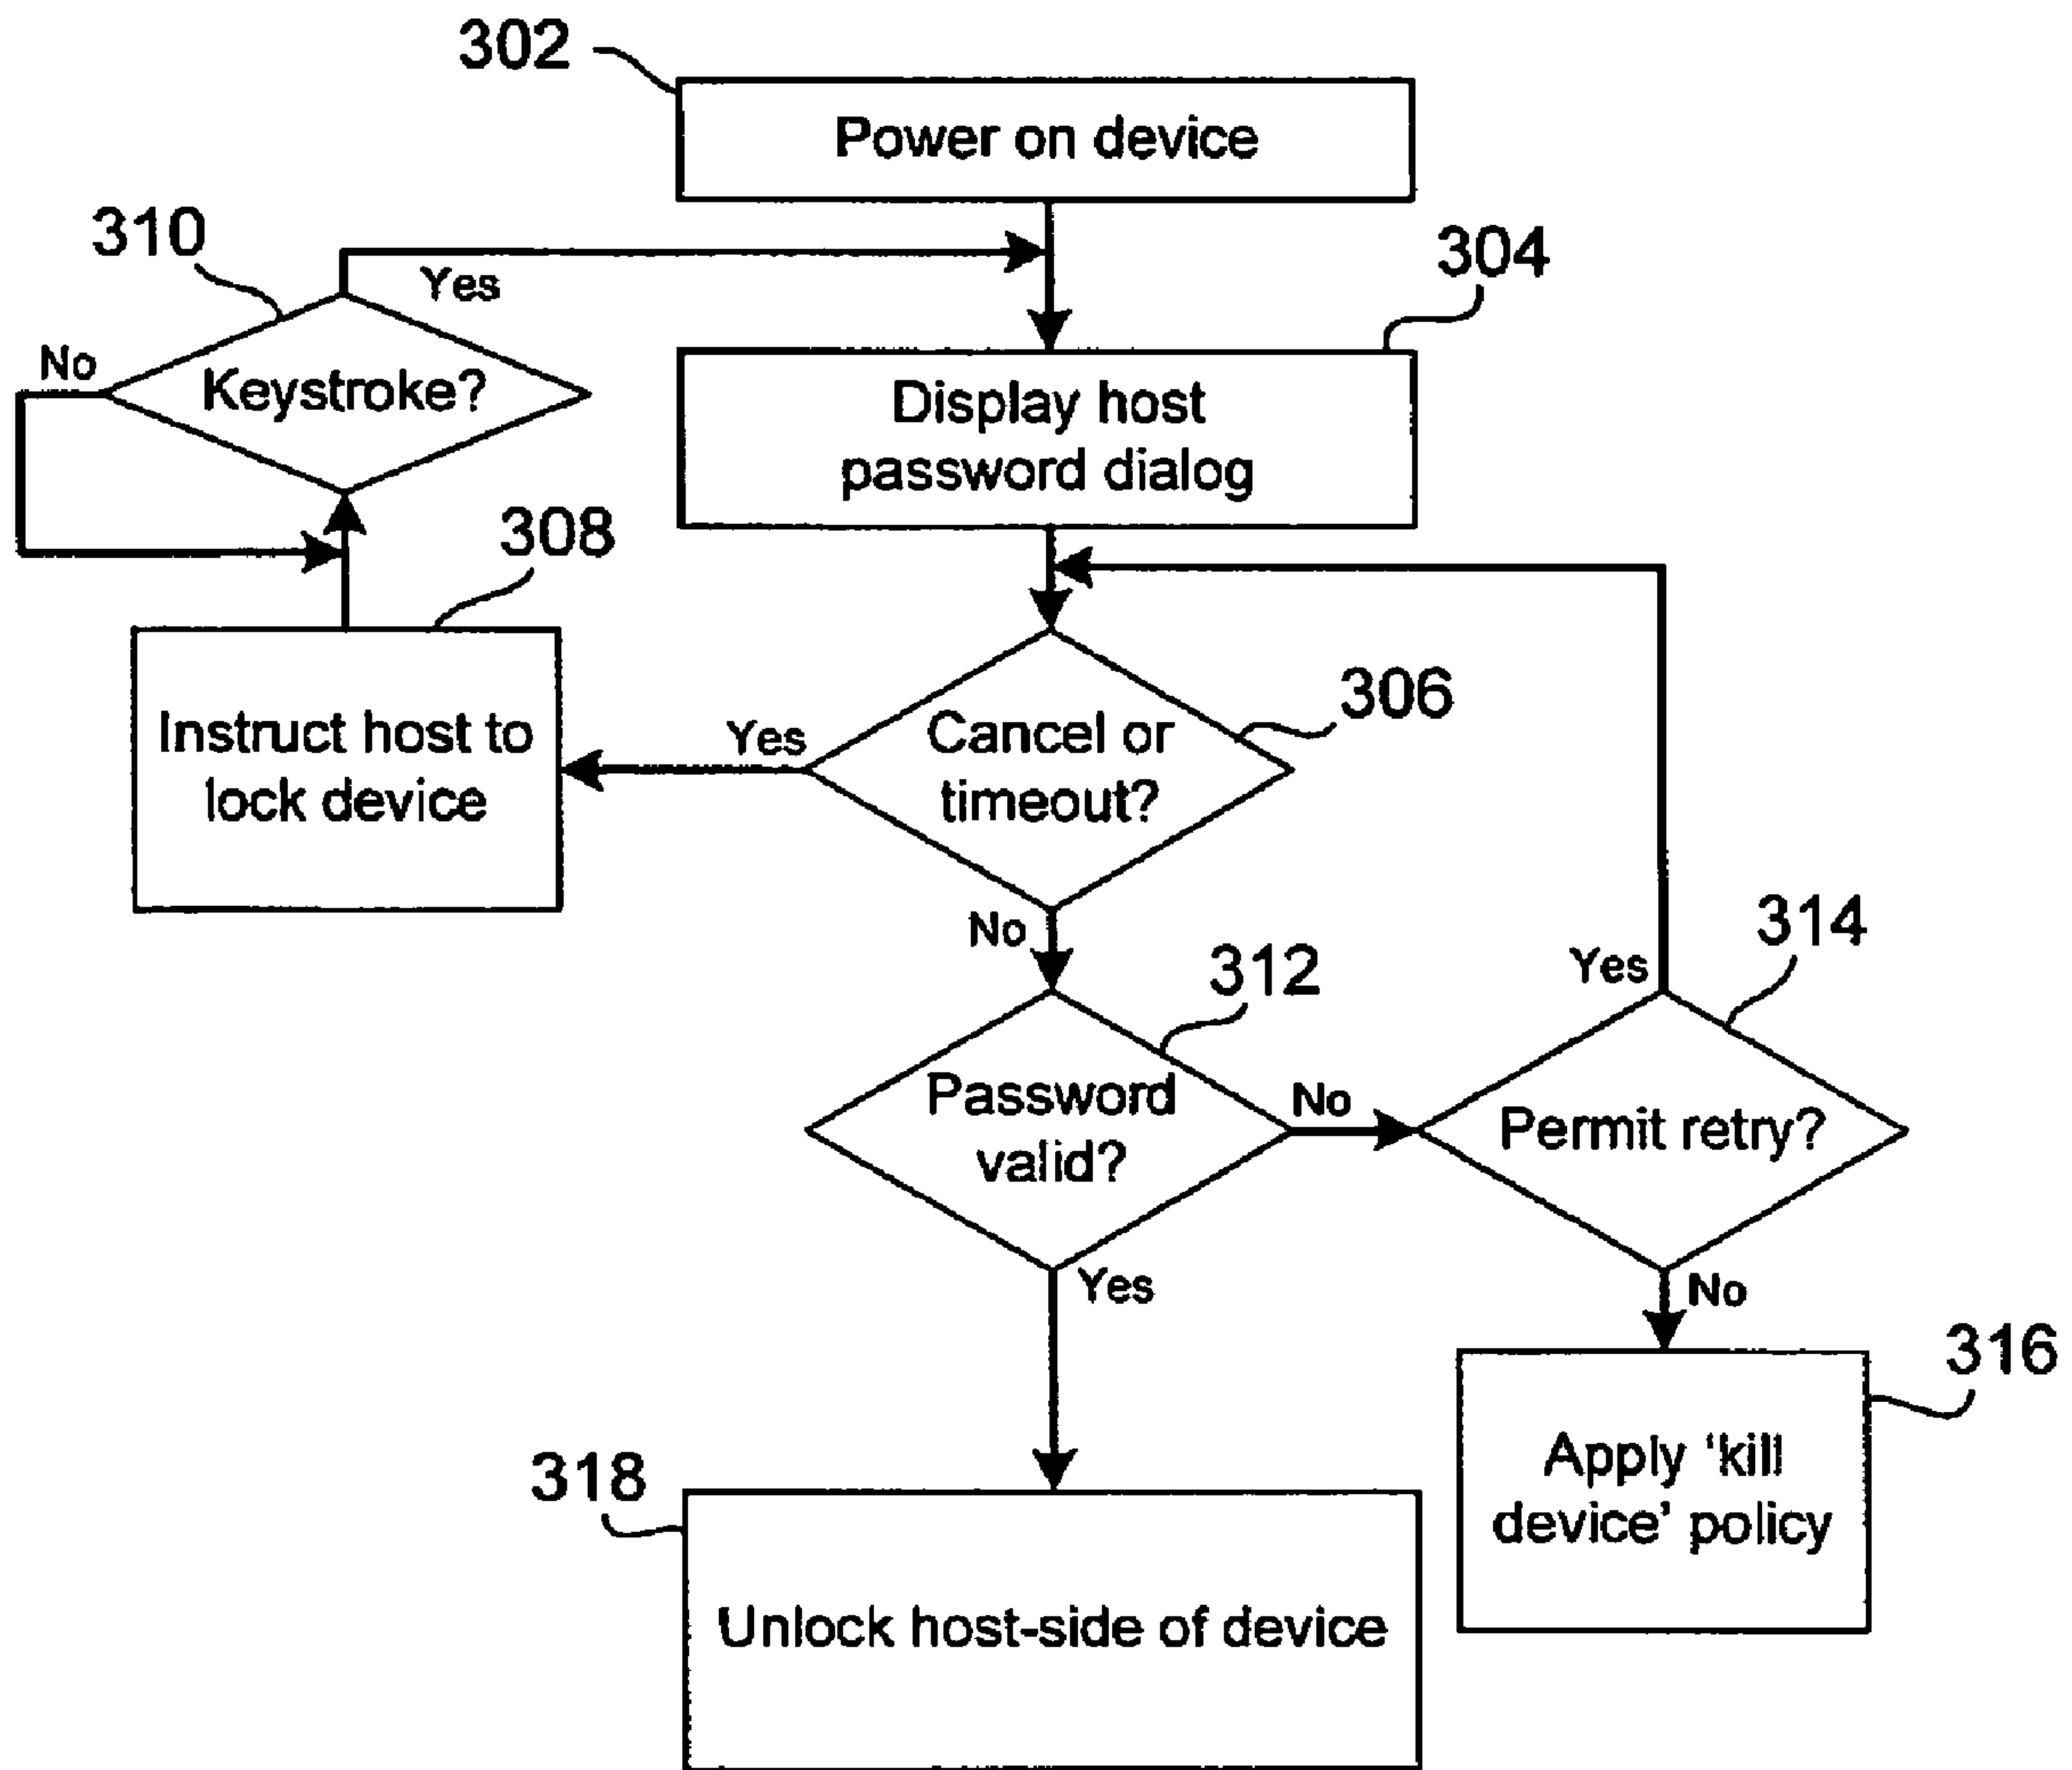 302
Power on device
310
Yes
304
No
Keystroke?
Display host
password dialog
308
306
Instruct host to
lock device
Yes
Cancel or
timeout?
No
312
Yes
314
Password
valid?
No
Permit retry?
Yes
No
316
318
Apply ‘kill
device’ policy
Unlock host-side of device